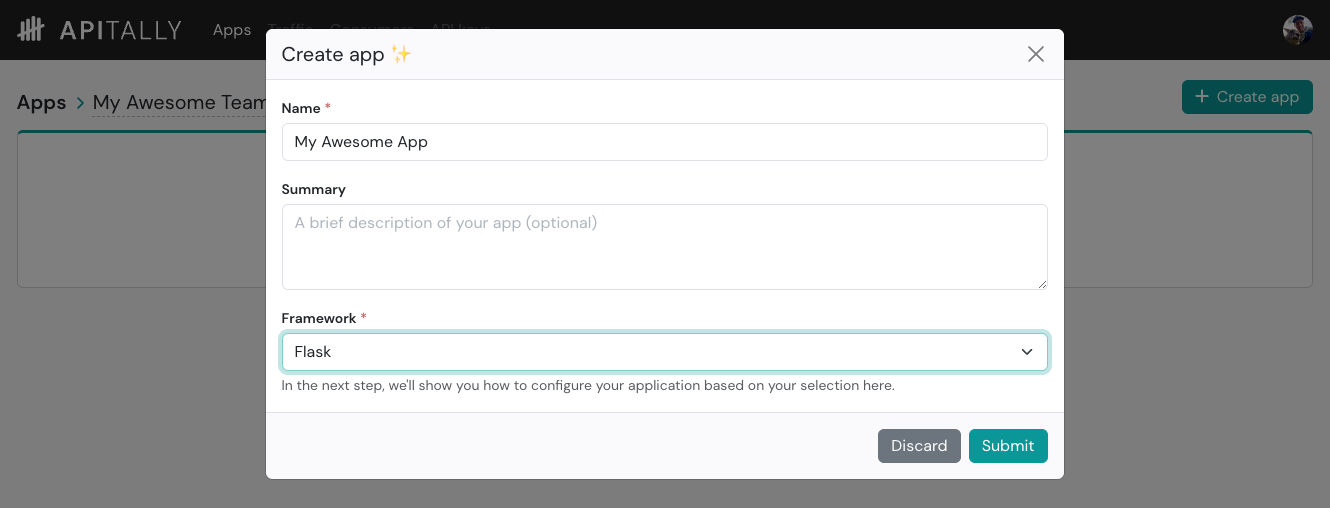 APITALLY Apps Traffic Consumers API keys
Create app ✨
Apps > My Awesome Team
+ Create app
Name *
My Awesome App
Summary
A brief description of your app (optional)
Framework *
Flask
In the next step, we'll show you how to configure your application based on your selection here.
Discard Submit